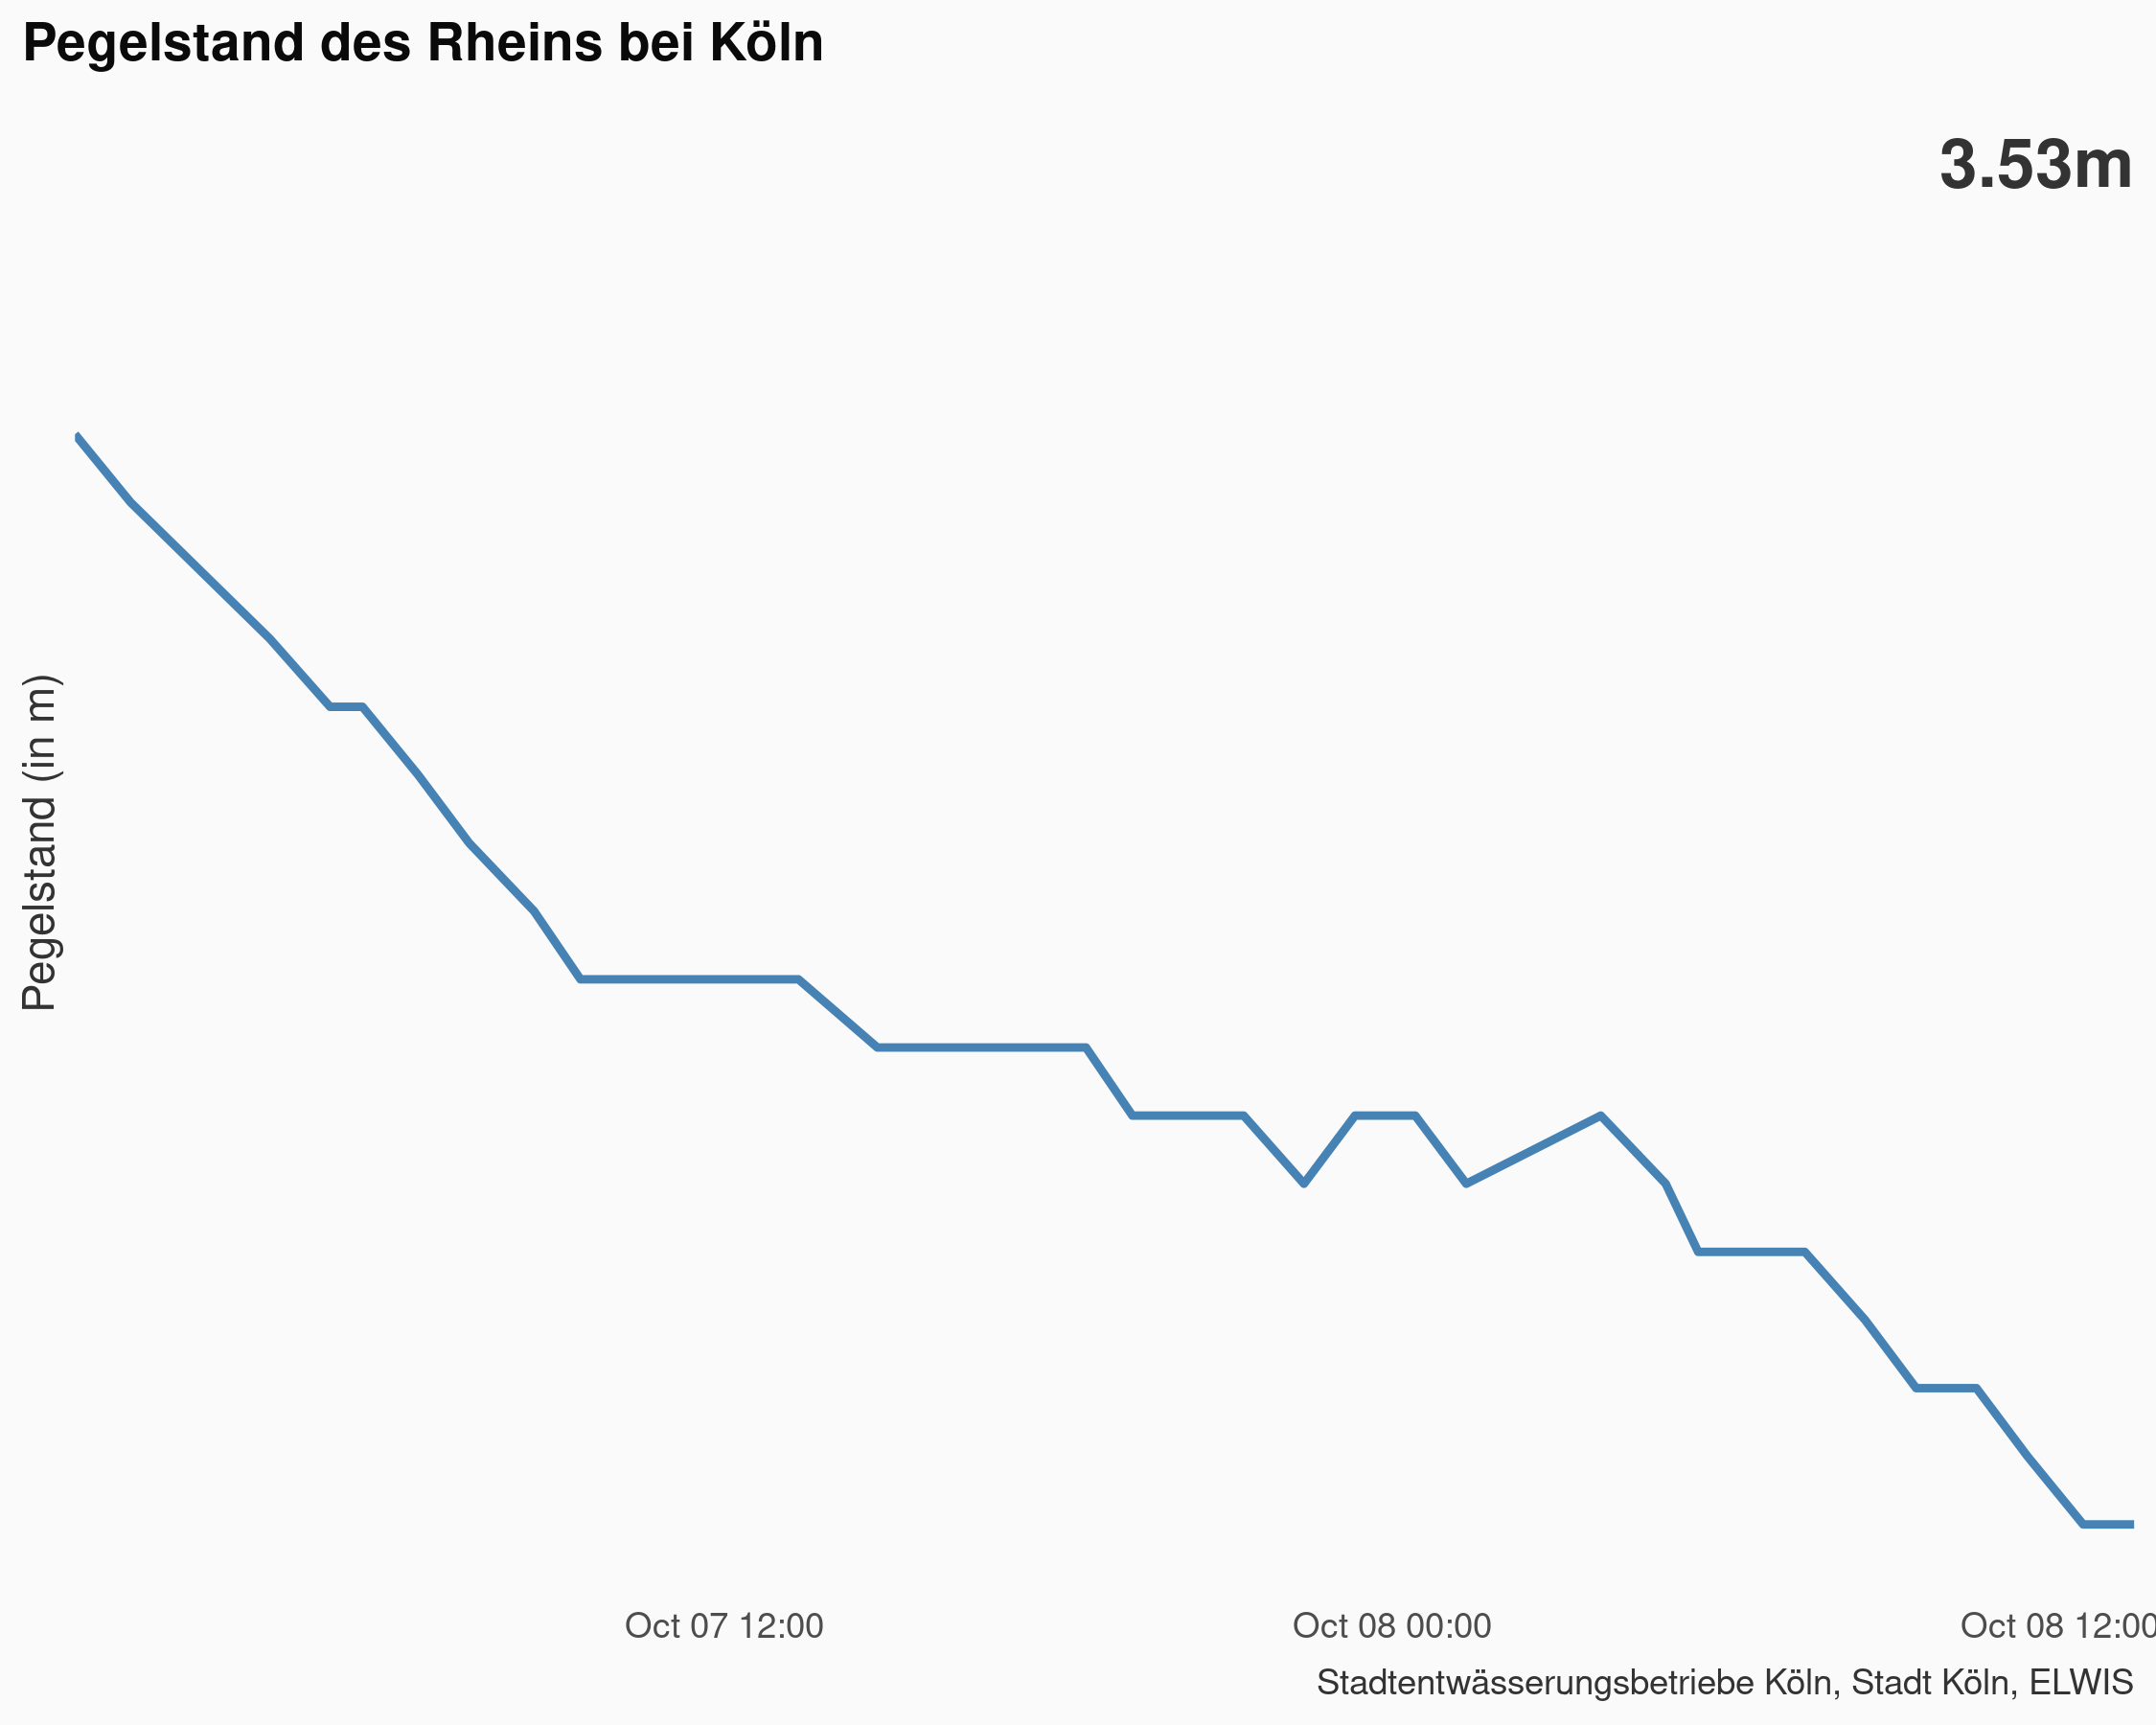 Pegelstand des Rheins bei Köln
3.53m
Pegelstand (in m)
Oct 07 12:00
Oct 08 00:00
Oct 08 12:00
Stadtentwässerungsbetriebe Köln, Stadt Köln, ELWIS